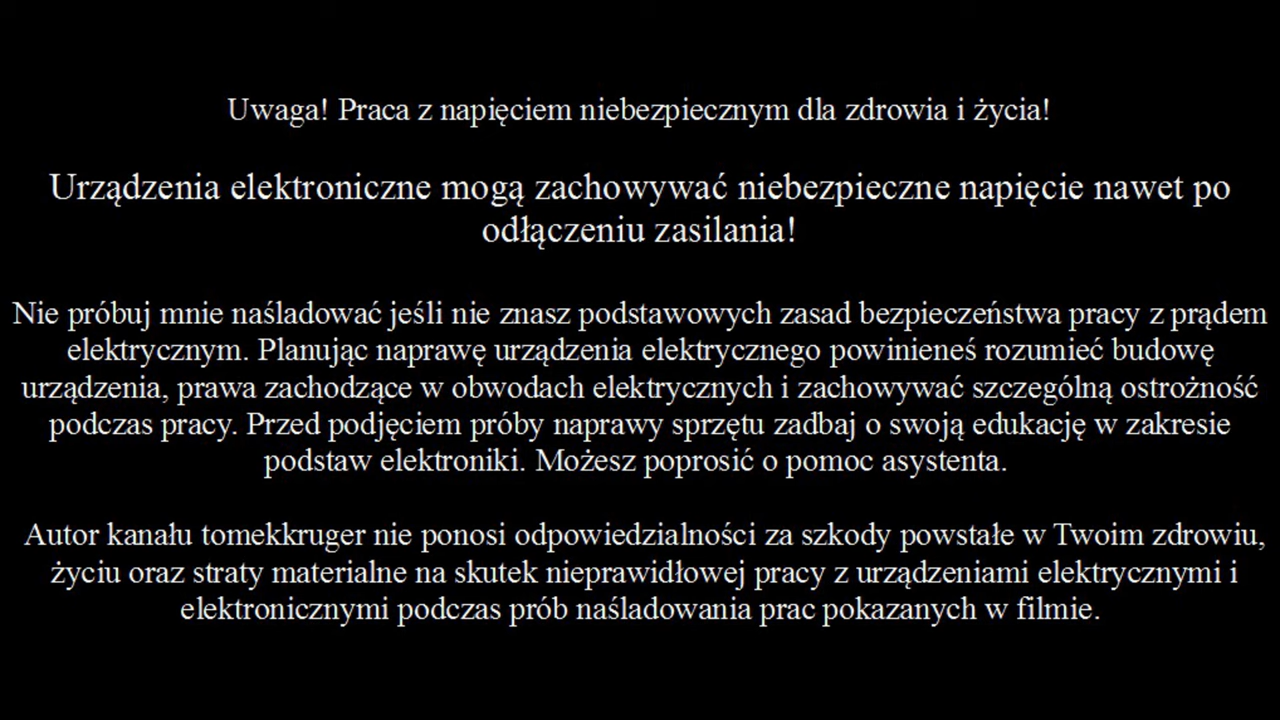 Uwaga! Praca z napięciem niebezpiecznym dla zdrowia i życia!
Urządzenia elektroniczne mogą zachowywać niebezpieczne napięcie nawet po
odłączeniu zasilania!
Nie próbuj mnie naśladować jeśli nie znasz podstawowych zasad bezpieczeństwa pracy z prądem
elektrycznym. Planując naprawę urządzenia elektrycznego powinieneś rozumieć budowę
urządzenia, prawa zachodzące w obwodach elektrycznych i zachowywać szczególną ostrożność
podczas pracy. Przed podjęciem próby naprawy sprzętu zadbaj o swoją edukację w zakresie
podstaw elektroniki. Możesz poprosić o pomoc asystenta.
Autor kanału tomekkruger nie ponosi odpowiedzialności za szkody powstałe w Twoim zdrowiu,
życiu oraz straty materialne na skutek nieprawidłowej pracy z urządzeniami elektrycznymi i
elektronicznymi podczas prób naśladowania prac pokazanych w filmie.